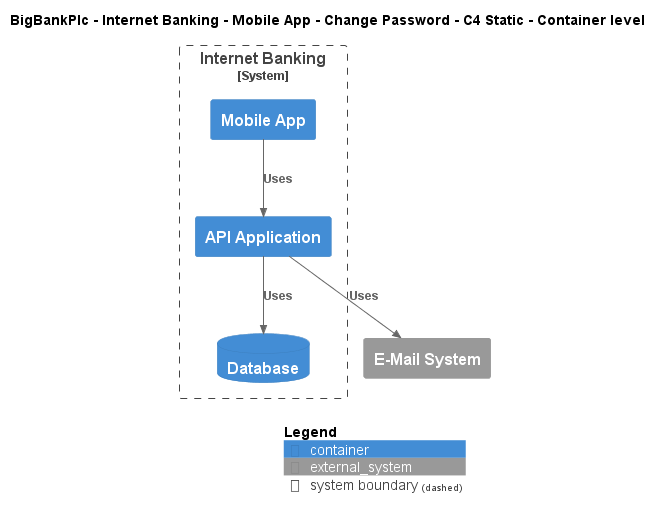 BigBankPlc - Internet Banking - Mobile App - Change Password - C4 Static - Container level
Internet Banking
[System]
Mobile App
Uses
API Application
Uses
Uses
Database
E-Mail System
Legend
container
external_system
system boundary (dashed)